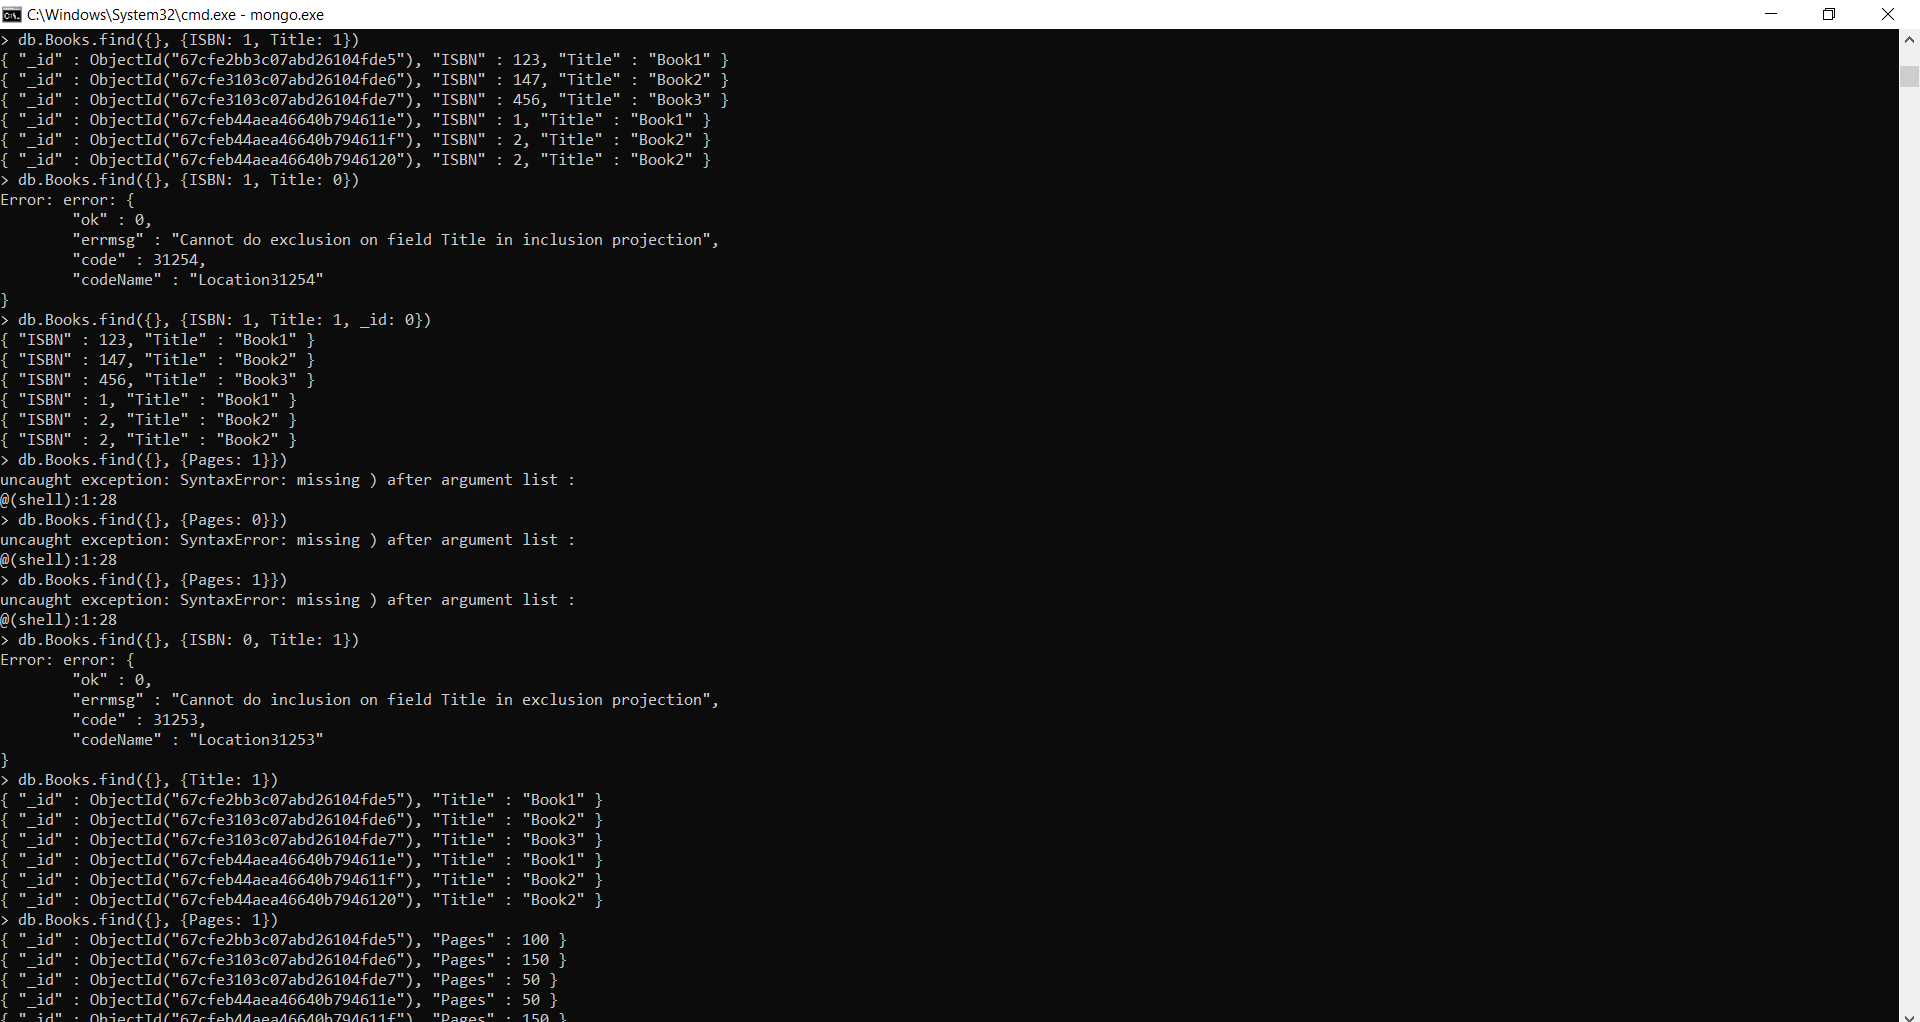 C:\Windows\System32\cmd.exe - mongo.exe
> db.Books.find({}, {ISBN: 1, Title: 1})
{ "_id" : ObjectId("67cfe2bb3c07abd26104fde5"), "ISBN" : 123, "Title" : "Book1" }
{ "_id" : ObjectId("67cfe3103c07abd26104fde6"), "ISBN" : 147, "Title" : "Book2" }
{ "_id" : ObjectId("67cfe3103c07abd26104fde7"), "ISBN" : 456, "Title" : "Book3" }
{ "_id" : ObjectId("67cfeb44aea46640b794611e"), "ISBN" : 1, "Title" : "Book1" }
{ "_id" : ObjectId("67cfeb44aea46640b794611f"), "ISBN" : 2, "Title" : "Book2" }
{ "_id" : ObjectId("67cfeb44aea46640b7946120"), "ISBN" : 2, "Title" : "Book2" }
> db.Books.find({}, {ISBN: 1, Title: 0})
Error: error: {
        "ok" : 0,
        "errmsg" : "Cannot do exclusion on field Title in inclusion projection",
        "code" : 31254,
        "codeName" : "Location31254"
}
> db.Books.find({}, {ISBN: 1, Title: 1, _id: 0})
{ "ISBN" : 123, "Title" : "Book1" }
{ "ISBN" : 147, "Title" : "Book2" }
{ "ISBN" : 456, "Title" : "Book3" }
{ "ISBN" : 1, "Title" : "Book1" }
{ "ISBN" : 2, "Title" : "Book2" }
{ "ISBN" : 2, "Title" : "Book2" }
> db.Books.find({}, {Pages: 1}})
uncaught exception: SyntaxError: missing ) after argument list :
@(shell):1:28
> db.Books.find({}, {Pages: 0}})
uncaught exception: SyntaxError: missing ) after argument list :
@(shell):1:28
> db.Books.find({}, {Pages: 1}})
uncaught exception: SyntaxError: missing ) after argument list :
@(shell):1:28
> db.Books.find({}, {ISBN: 0, Title: 1})
Error: error: {
        "ok" : 0,
        "errmsg" : "Cannot do inclusion on field Title in exclusion projection",
        "code" : 31253,
        "codeName" : "Location31253"
}
> db.Books.find({}, {Title: 1})
{ "_id" : ObjectId("67cfe2bb3c07abd26104fde5"), "Title" : "Book1" }
{ "_id" : ObjectId("67cfe3103c07abd26104fde6"), "Title" : "Book2" }
{ "_id" : ObjectId("67cfe3103c07abd26104fde7"), "Title" : "Book3" }
{ "_id" : ObjectId("67cfeb44aea46640b794611e"), "Title" : "Book1" }
{ "_id" : ObjectId("67cfeb44aea46640b794611f"), "Title" : "Book2" }
{ "_id" : ObjectId("67cfeb44aea46640b7946120"), "Title" : "Book2" }
> db.Books.find({}, {Pages: 1})
{ "_id" : ObjectId("67cfe2bb3c07abd26104fde5"), "Pages" : 100 }
{ "_id" : ObjectId("67cfe3103c07abd26104fde6"), "Pages" : 150 }
{ "_id" : ObjectId("67cfe3103c07abd26104fde7"), "Pages" : 50 }
{ "_id" : ObjectId("67cfeb44aea46640b794611e"), "Pages" : 50 }
{ "_id" : ObjectId("67cfeb44aea46640b794611f"), "Pages" : 150 }